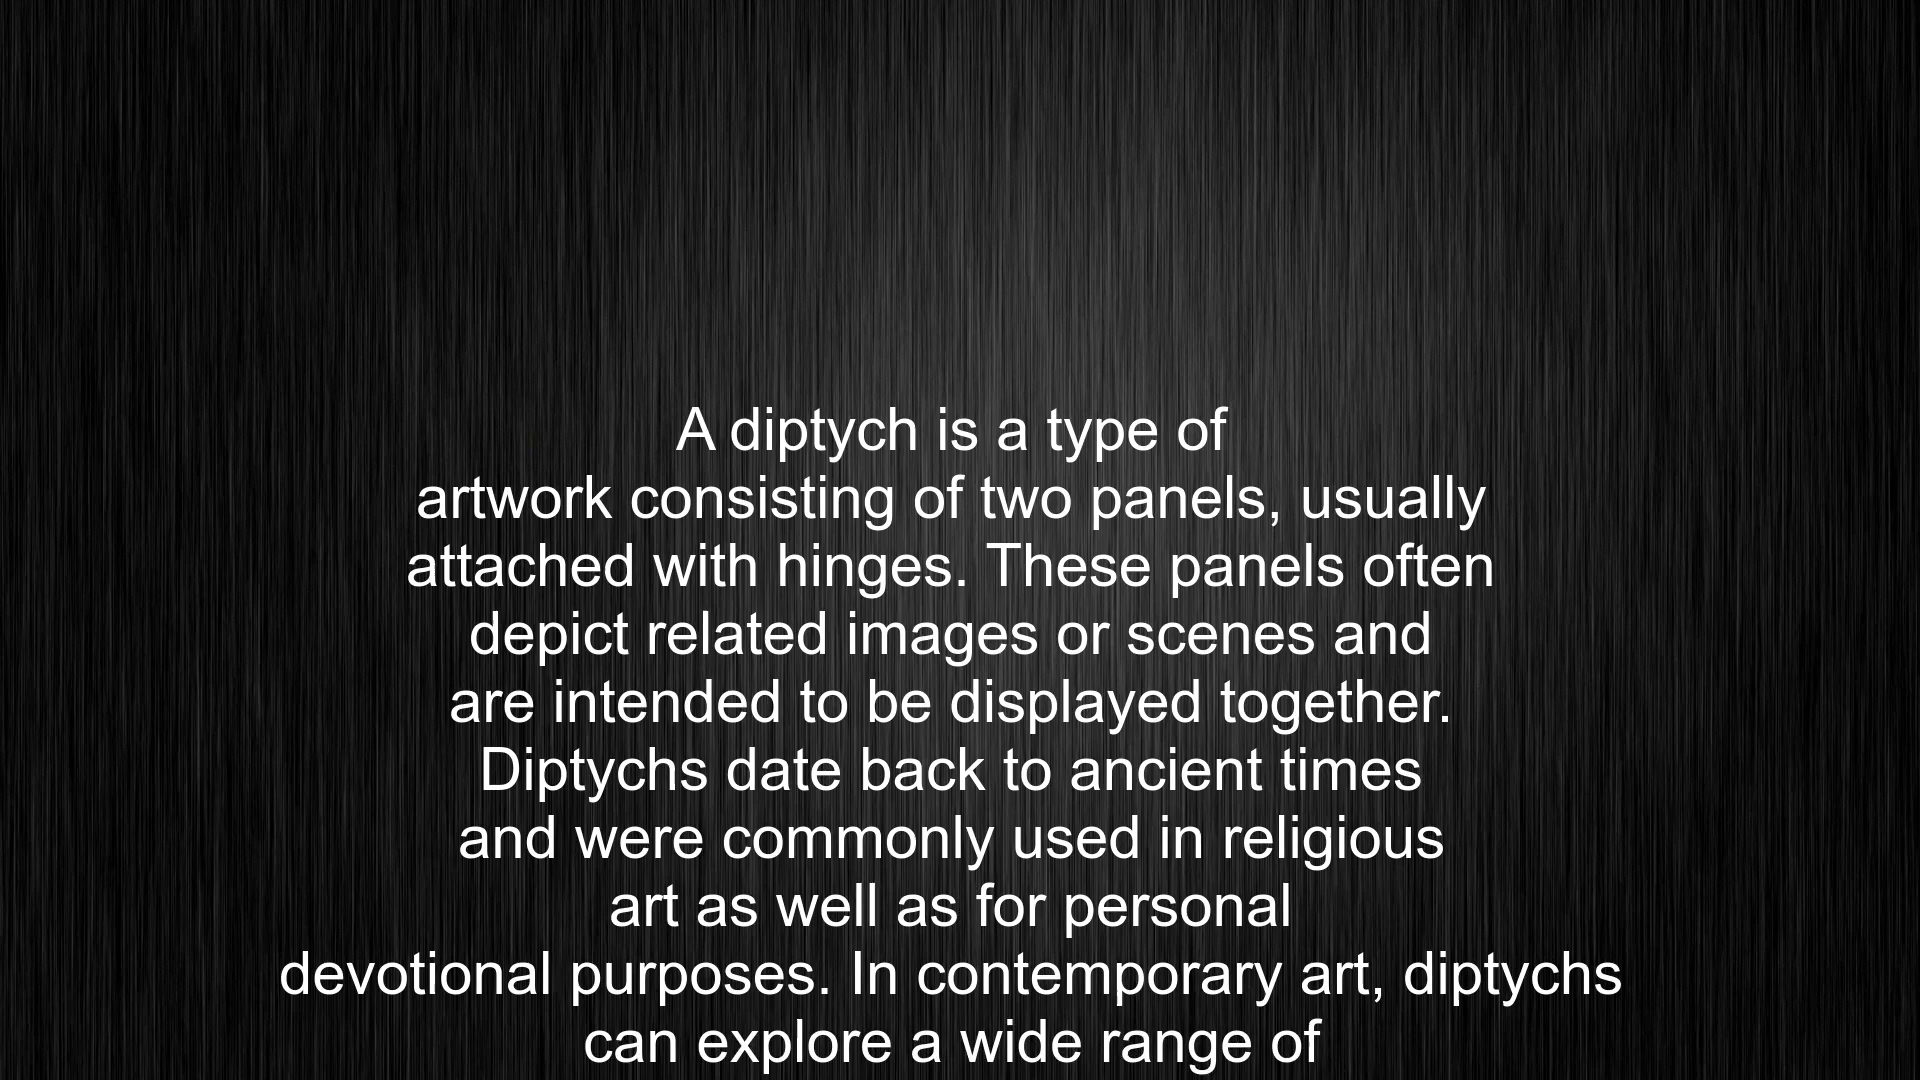 A diptych is a type of
artwork consisting of two panels, usually
attached with hinges. These panels often
depict related images or scenes and
are intended to be displayed together.
Diptychs date back to ancient times
and were commonly used in religious
art as well as for personal
devotional purposes. In contemporary art, diptychs
can explore a wide range of